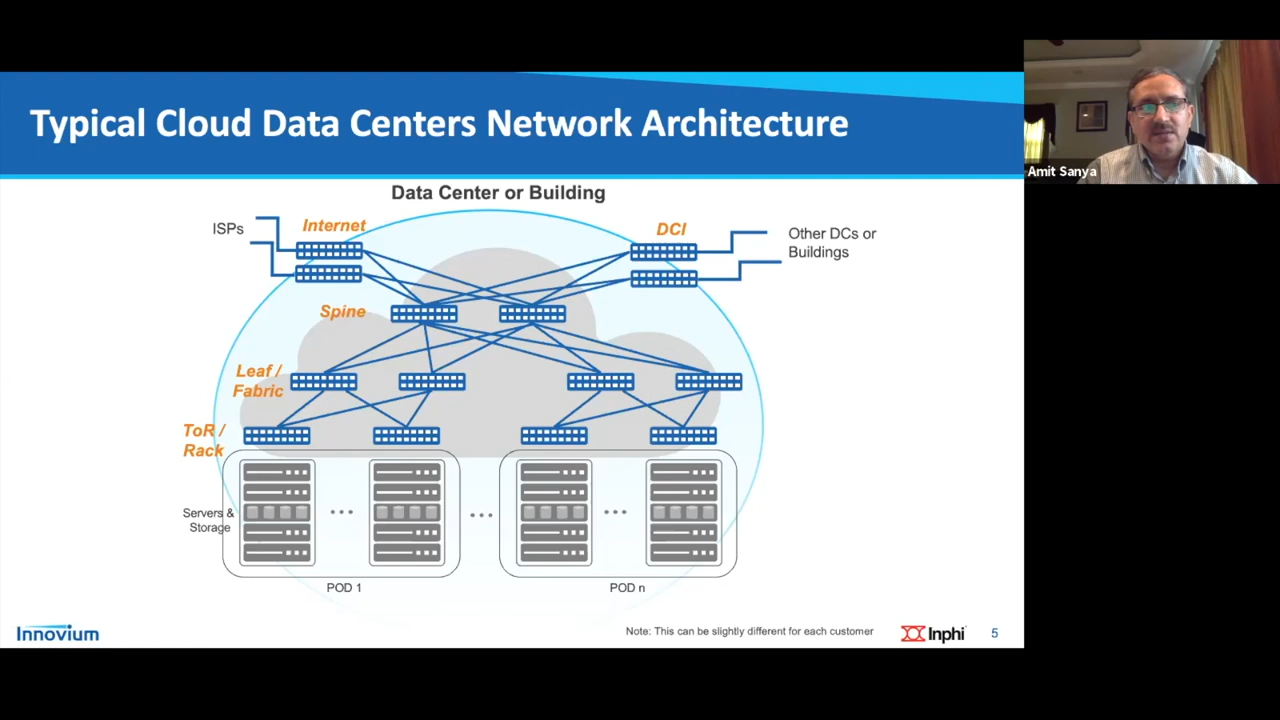 Typical Cloud Data Centers Network Architecture
Amit Sanya
Data Center or Building
ISPs
Internet
DCI
Other DCs or
Buildings
Spine
Leaf /
Fabric
ToR /
Rack
Servers &
Storage
POD 1
POD n
Innovium
Note: This can be slightly different for each customer
Inphi
5